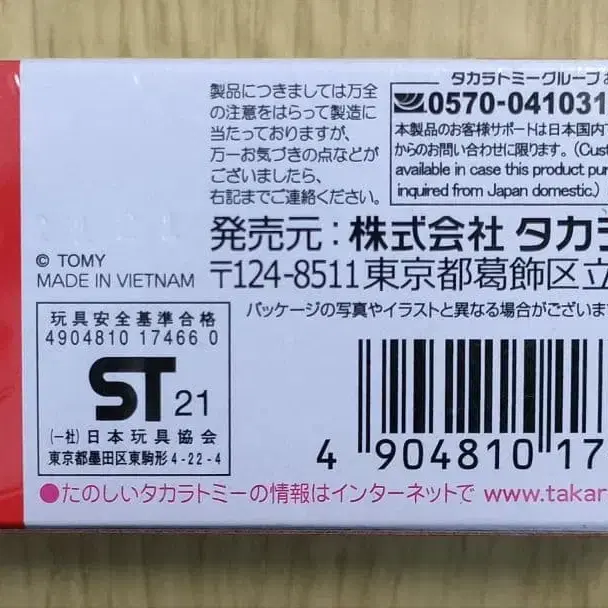 製品につきましては万全
の注意をはらって製造に
当たっておりますが、
万一お気づきの点などが
ございましたら、
右記までご連絡ください。
タカラトミーグループお
0570-041031
本製品のお客様サポートは日本国内で
からのお問い合わせに限ります。(Cust
available in case this product pur
inquired from Japan domestic.)
発売元:株式会社 タカラ
〒124-8511東京都葛飾区立
パッケージの写真やイラストと異なる場合がございま
© TOMY
MADE IN VIETNAM
玩具安全基準合格
4904810 17466 0
ST 21
(一社)日本玩具協会
東京都墨田区東駒形4-22-4
4 904810 17
●たのしいタカラトミーの情報はインターネットで www.takar